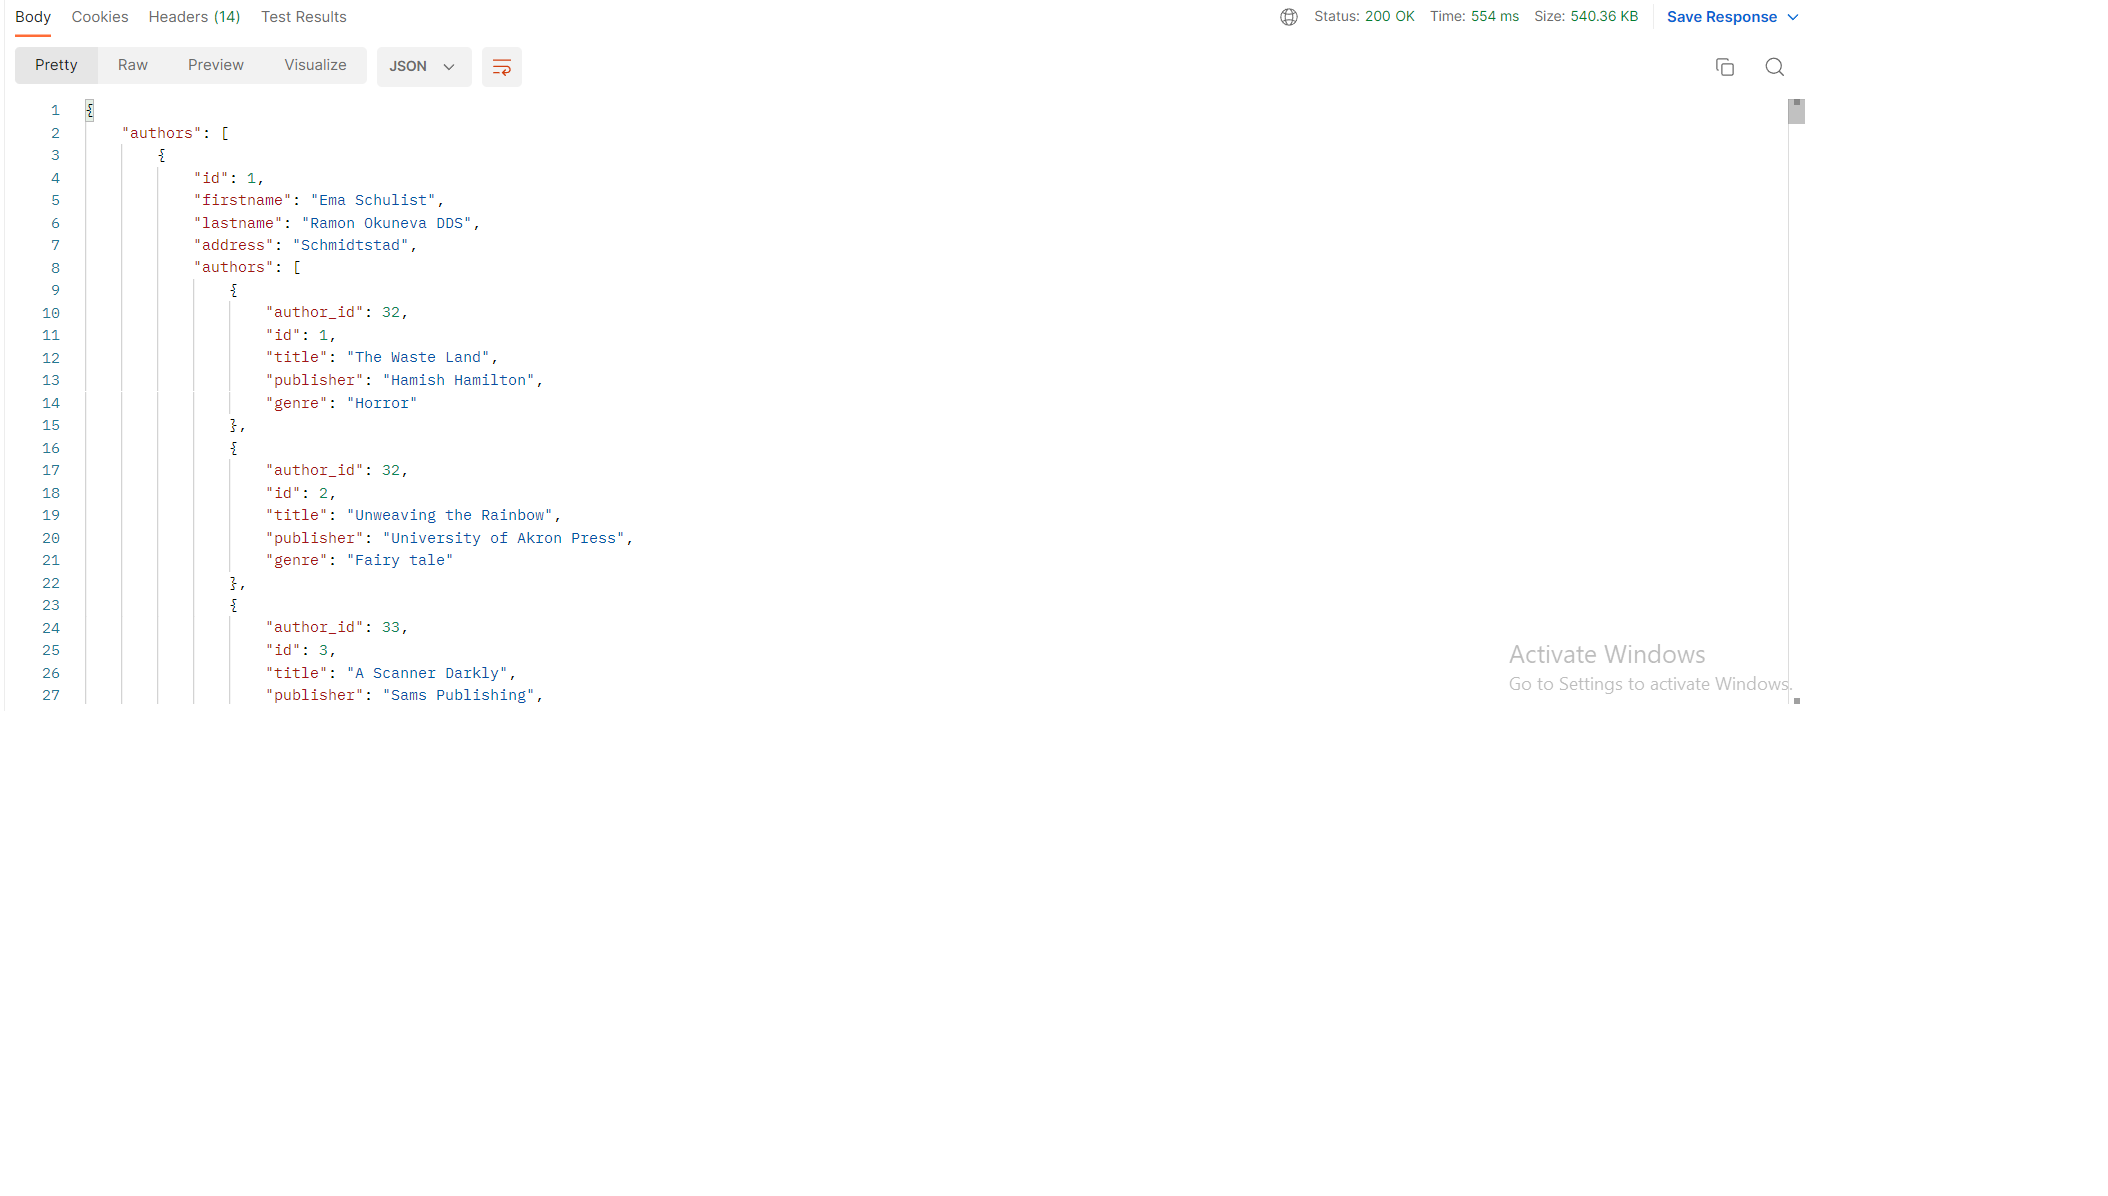 Body Cookies Headers (14) Test Results Status: 200 OK Time: 554 ms Size: 540.36 KB Save Response
Pretty Raw Preview Visualize JSON
1 {
2 "authors": [
3 {
4 "id": 1,
5 "firstname": "Ema Schulist",
6 "lastname": "Ramon Okuneva DDS",
7 "address": "Schmidtstad",
8 "authors": [
9 {
10 "author_id": 32,
11 "id": 1,
12 "title": "The Waste Land",
13 "publisher": "Hamish Hamilton",
14 "genre": "Horror"
15 },
16 {
17 "author_id": 32,
18 "id": 2,
19 "title": "Unweaving the Rainbow",
20 "publisher": "University of Akron Press",
21 "genre": "Fairy tale"
22 },
23 {
24 "author_id": 33,
25 "id": 3,
26 "title": "A Scanner Darkly",
27 "publisher": "Sams Publishing",
Activate Windows
Go to Settings to activate Windows.